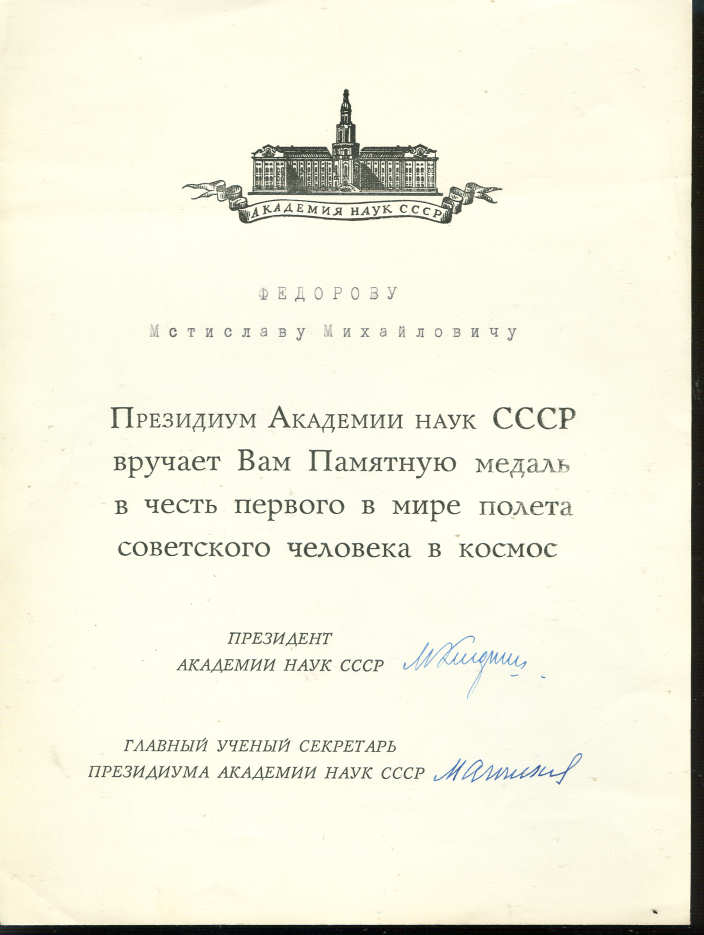 АКАДЕМИЯ НАУК СССР
ФЕДОРОВУ
Мстиславу Михайловичу
Президиум Академии наук СССР
вручает Вам Памятную медаль
в честь первого в мире полета
советского человека в космос
ПРЕЗИДЕНТ
АКАДЕМИИ НАУК СССР
ГЛАВНЫЙ УЧЕНЫЙ СЕКРЕТАРЬ
ПРЕЗИДИУМА АКАДЕМИИ НАУК СССР